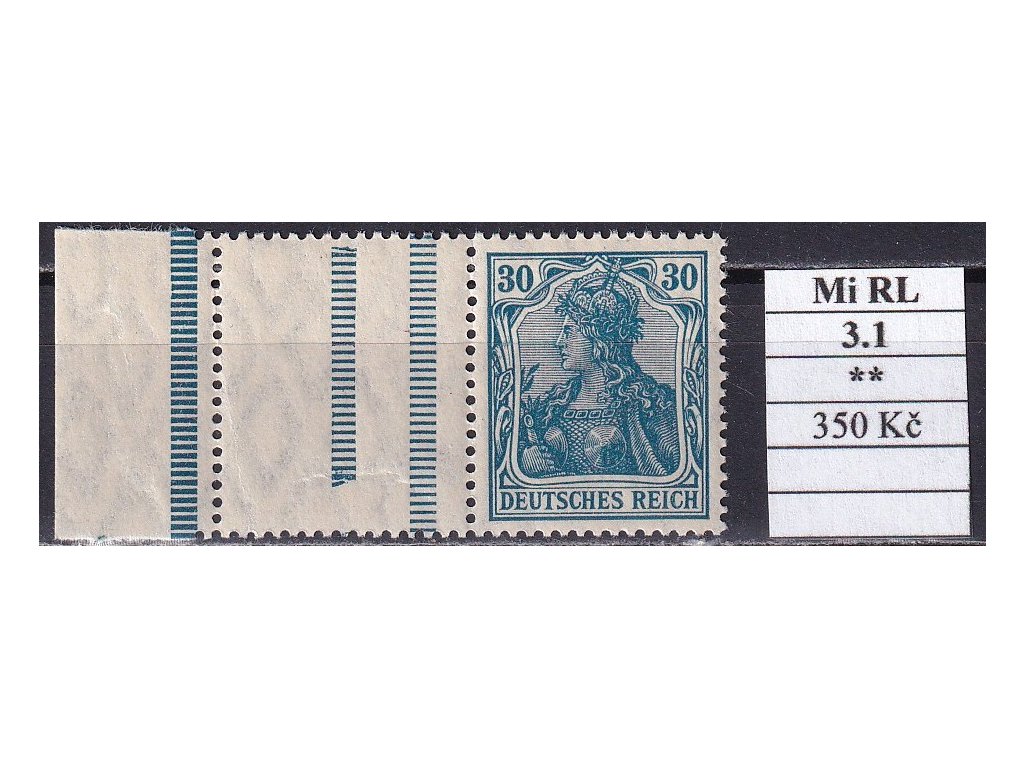 30 30
DEUTSCHES REICH
Mi RL
3.1
**
350 Kč